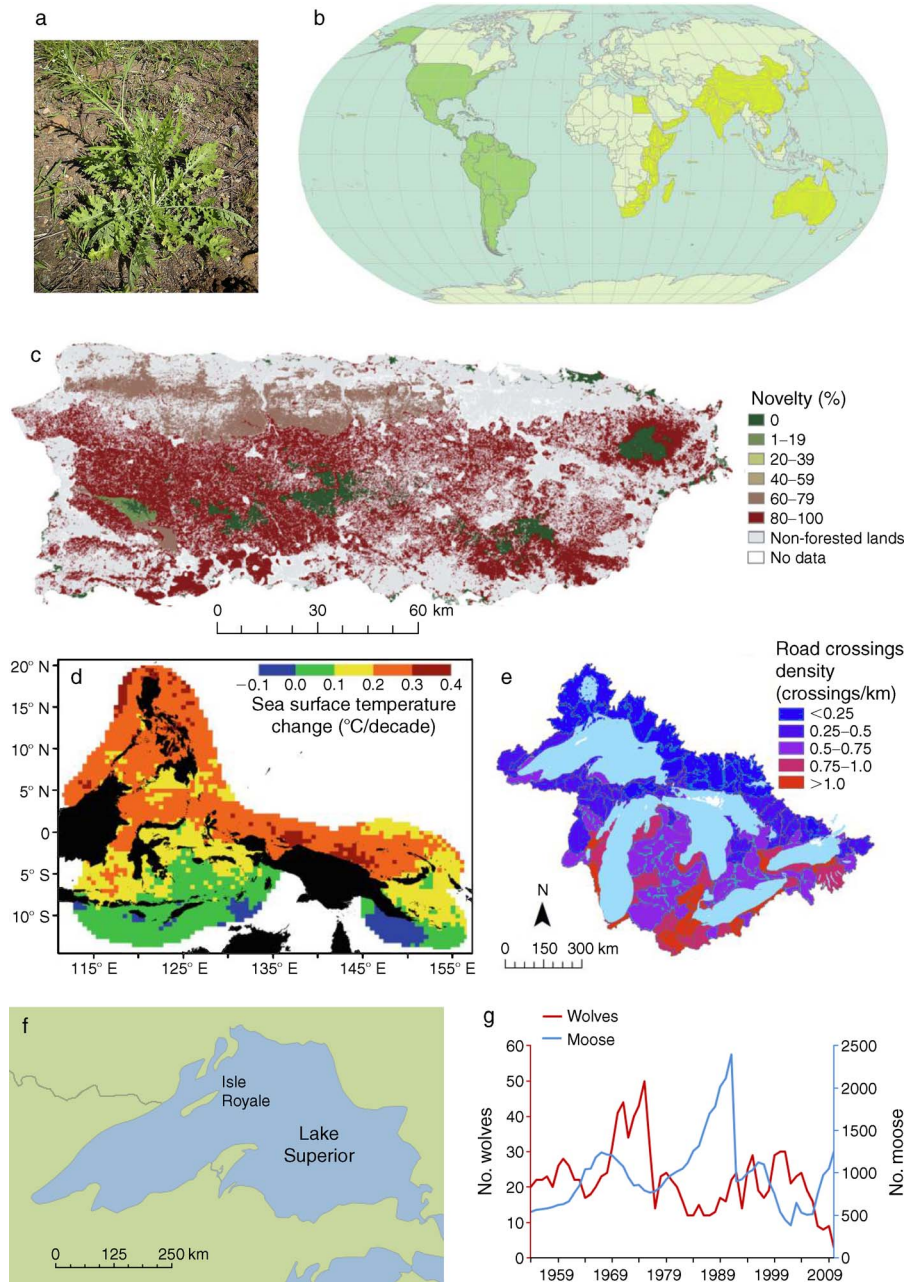 a
b
c
Novelty (%)
0
1–19
20–39
40–59
60–79
80–100
Non-forested lands
No data
0 30 60 km
d
20° N
15° N
10° N
5° N
0
5° S
10° S
115° E 125° E 135° E 145° E 155° E
−0.1 0.0 0.1 0.2 0.3 0.4
Sea surface temperature
change (°C/decade)
e
Road crossings
density
(crossings/km)
<0.25
0.25–0.5
0.5–0.75
0.75–1.0
>1.0
N
0 150 300 km
f
Isle
Royale
Lake
Superior
0 125 250 km
g
Wolves
Moose
No. wolves
60
50
40
30
20
10
0
No. moose
2500
2000
1500
1000
500
0
1959 1969 1979 1989 1999 2009